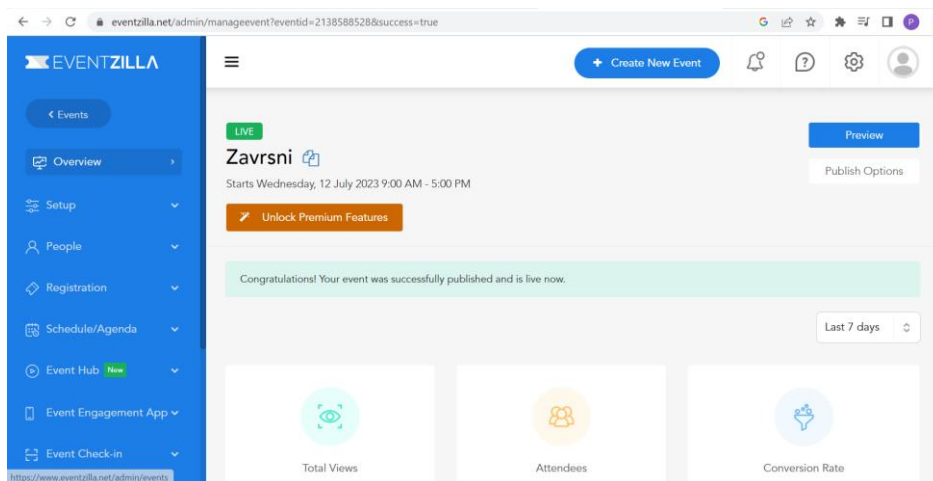 eventzilla.net/admin/manageevent?eventid=2138588528&success=true
EVENTZILLA
+ Create New Event
< Events
Overview
Setup
People
Registration
Schedule/Agenda
Event Hub New
Event Engagement App
Event Check-in
https://www.eventzilla.net/admin/events
LIVE
Zavrsni
Starts Wednesday, 12 July 2023 9:00 AM - 5:00 PM
Unlock Premium Features
Preview
Publish Options
Congratulations! Your event was successfully published and is live now.
Last 7 days
Total Views
Attendees
Conversion Rate